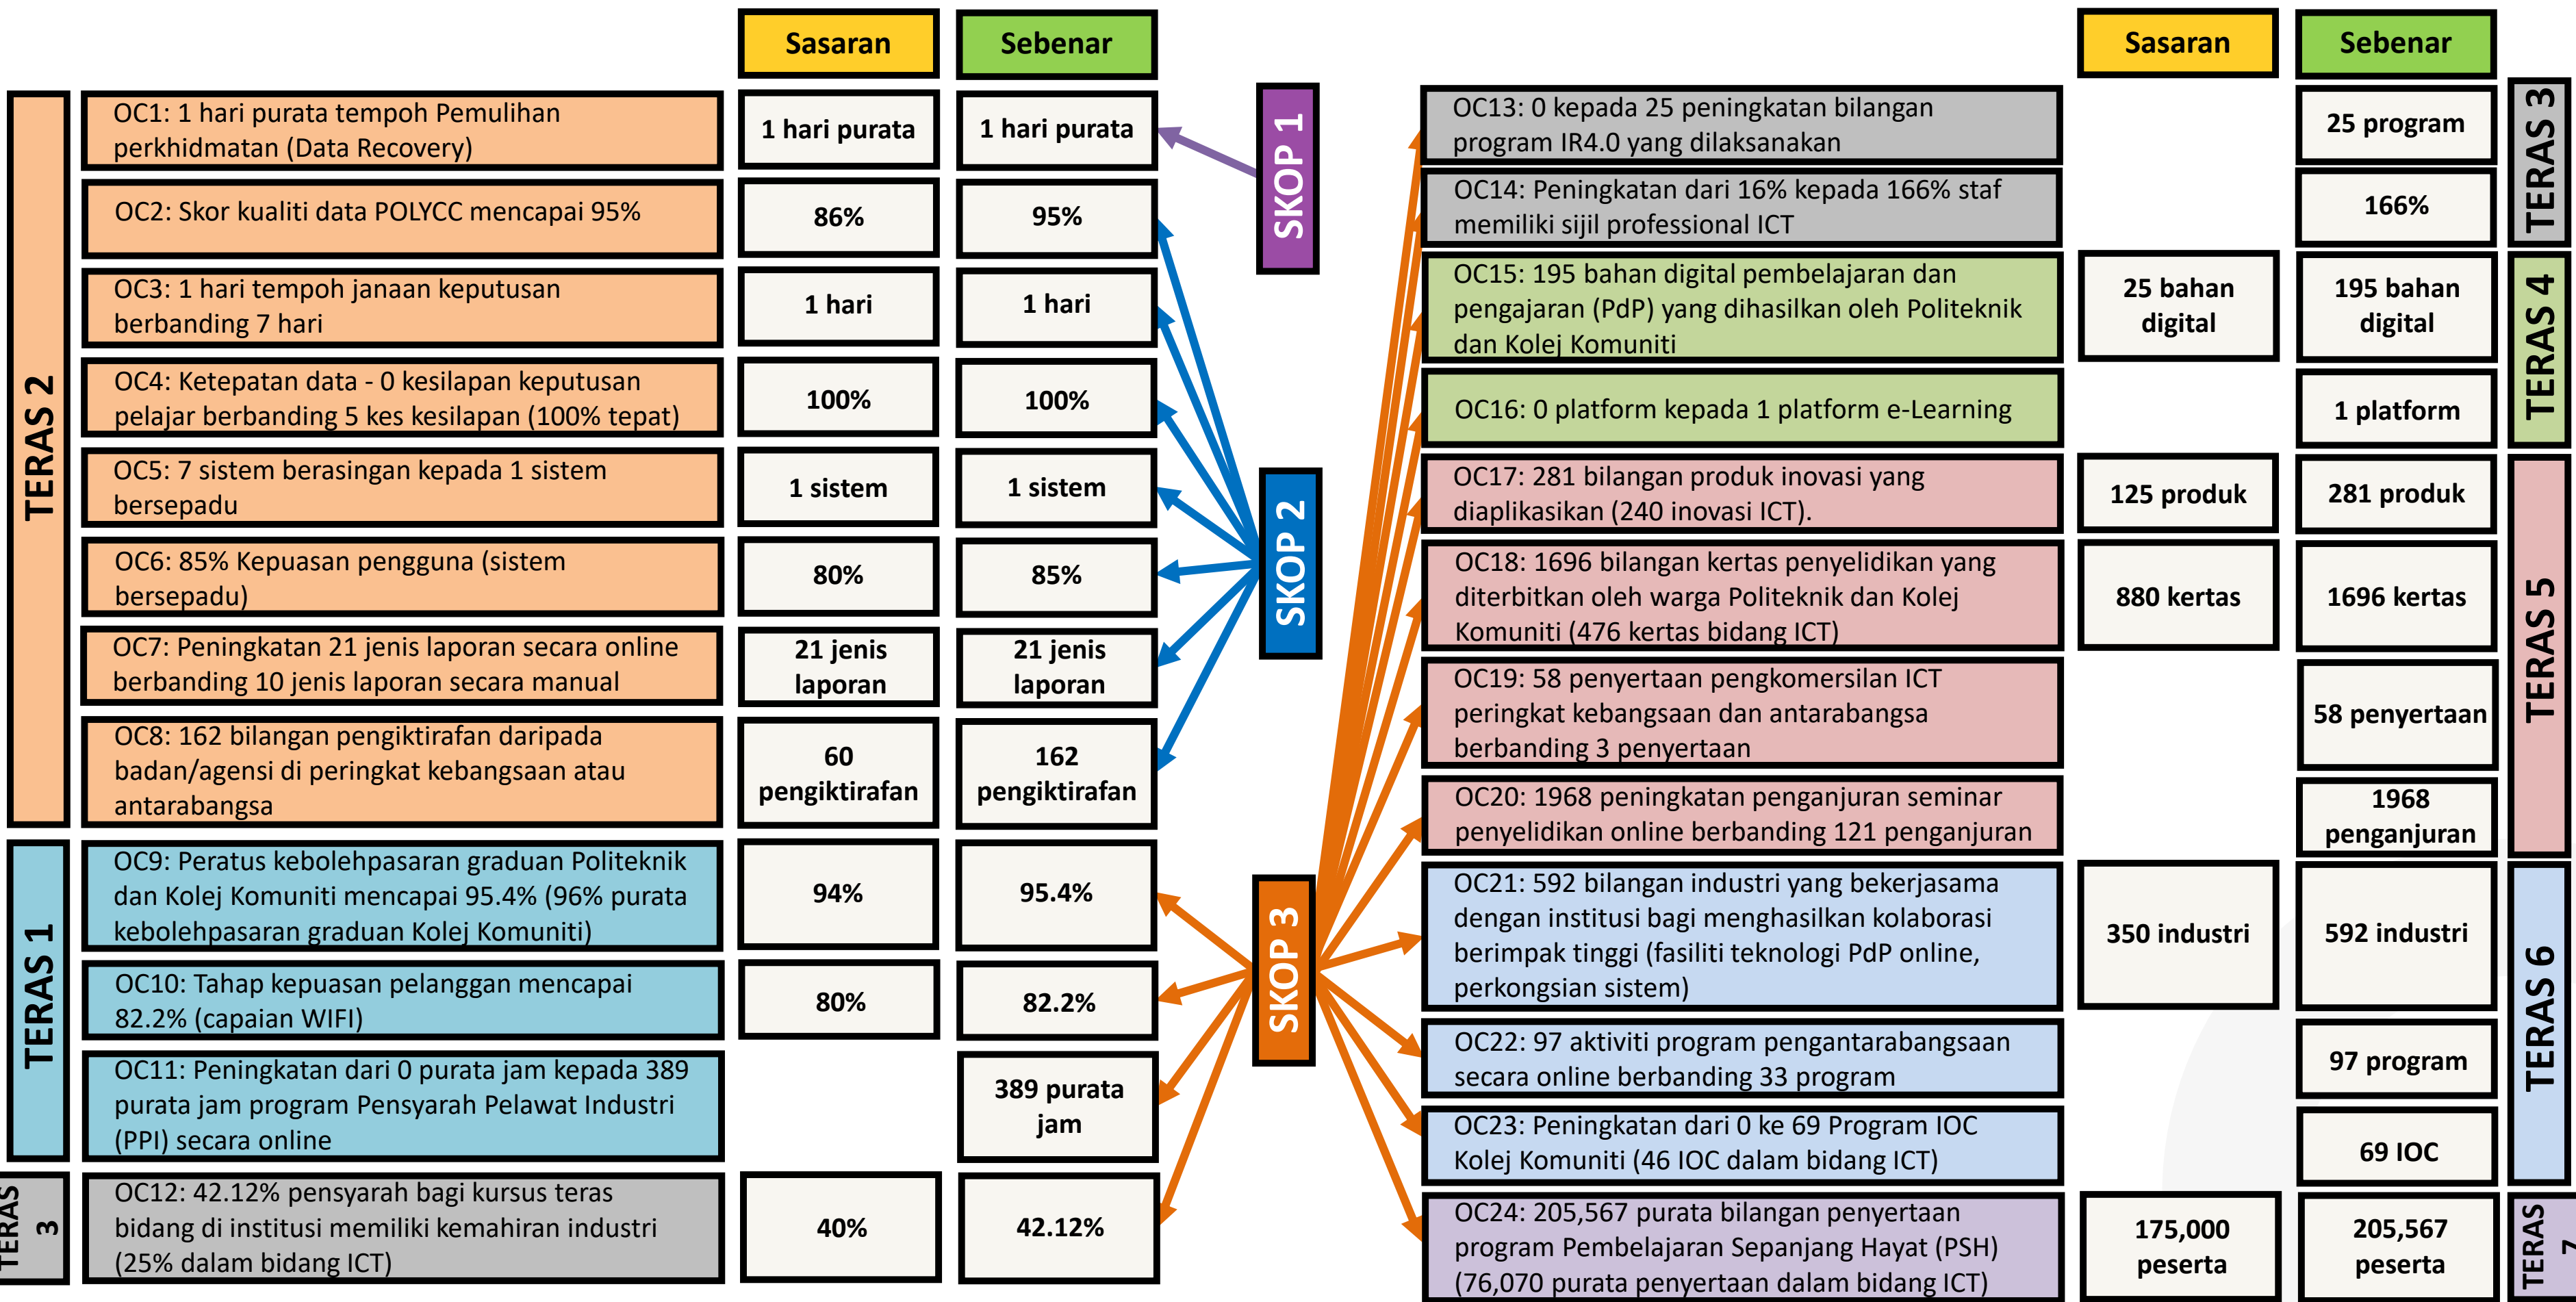 Sasaran
Sebenar
TERAS 2
OC1: 1 hari purata tempoh Pemulihan
perkhidmatan (Data Recovery)
1 hari purata
1 hari purata
OC2: Skor kualiti data POLYCC mencapai 95%
86%
95%
OC3: 1 hari tempoh janaan keputusan
berbanding 7 hari
1 hari
1 hari
OC4: Ketepatan data - 0 kesilapan keputusan
pelajar berbanding 5 kes kesilapan (100% tepat)
100%
100%
OC5: 7 sistem berasingan kepada 1 sistem
bersepadu
1 sistem
1 sistem
OC6: 85% Kepuasan pengguna (sistem
bersepadu)
80%
85%
OC7: Peningkatan 21 jenis laporan secara online
berbanding 10 jenis laporan secara manual
21 jenis
laporan
21 jenis
laporan
OC8: 162 bilangan pengiktirafan daripada
badan/agensi di peringkat kebangsaan atau
antarabangsa
60
pengiktirafan
162
pengiktirafan
TERAS 1
OC9: Peratus kebolehpasaran graduan Politeknik
dan Kolej Komuniti mencapai 95.4% (96% purata
kebolehpasaran graduan Kolej Komuniti)
94%
95.4%
OC10: Tahap kepuasan pelanggan mencapai
82.2% (capaian WIFI)
80%
82.2%
OC11: Peningkatan dari 0 purata jam kepada 389
purata jam program Pensyarah Pelawat Industri
(PPI) secara online
389 purata
jam
TERAS
3
OC12: 42.12% pensyarah bagi kursus teras
bidang di institusi memiliki kemahiran industri
(25% dalam bidang ICT)
40%
42.12%
SKOP 1
SKOP 2
SKOP 3
Sasaran
Sebenar
OC13: 0 kepada 25 peningkatan bilangan
program IR4.0 yang dilaksanakan
25 program
TERAS 3
OC14: Peningkatan dari 16% kepada 166% staf
memiliki sijil professional ICT
166%
OC15: 195 bahan digital pembelajaran dan
pengajaran (PdP) yang dihasilkan oleh Politeknik
dan Kolej Komuniti
25 bahan
digital
195 bahan
digital
TERAS 4
OC16: 0 platform kepada 1 platform e-Learning
1 platform
OC17: 281 bilangan produk inovasi yang
diaplikasikan (240 inovasi ICT).
125 produk
281 produk
TERAS 5
OC18: 1696 bilangan kertas penyelidikan yang
diterbitkan oleh warga Politeknik dan Kolej
Komuniti (476 kertas bidang ICT)
880 kertas
1696 kertas
OC19: 58 penyertaan pengkomersilan ICT
peringkat kebangsaan dan antarabangsa
berbanding 3 penyertaan
58 penyertaan
OC20: 1968 peningkatan penganjuran seminar
penyelidikan online berbanding 121 penganjuran
1968
penganjuran
OC21: 592 bilangan industri yang bekerjasama
dengan institusi bagi menghasilkan kolaborasi
berimpak tinggi (fasiliti teknologi PdP online,
perkongsian sistem)
350 industri
592 industri
TERAS 6
OC22: 97 aktiviti program pengantarabangsaan
secara online berbanding 33 program
97 program
OC23: Peningkatan dari 0 ke 69 Program IOC
Kolej Komuniti (46 IOC dalam bidang ICT)
69 IOC
OC24: 205,567 purata bilangan penyertaan
program Pembelajaran Sepanjang Hayat (PSH)
(76,070 purata penyertaan dalam bidang ICT)
175,000
peserta
205,567
peserta
TERAS
7